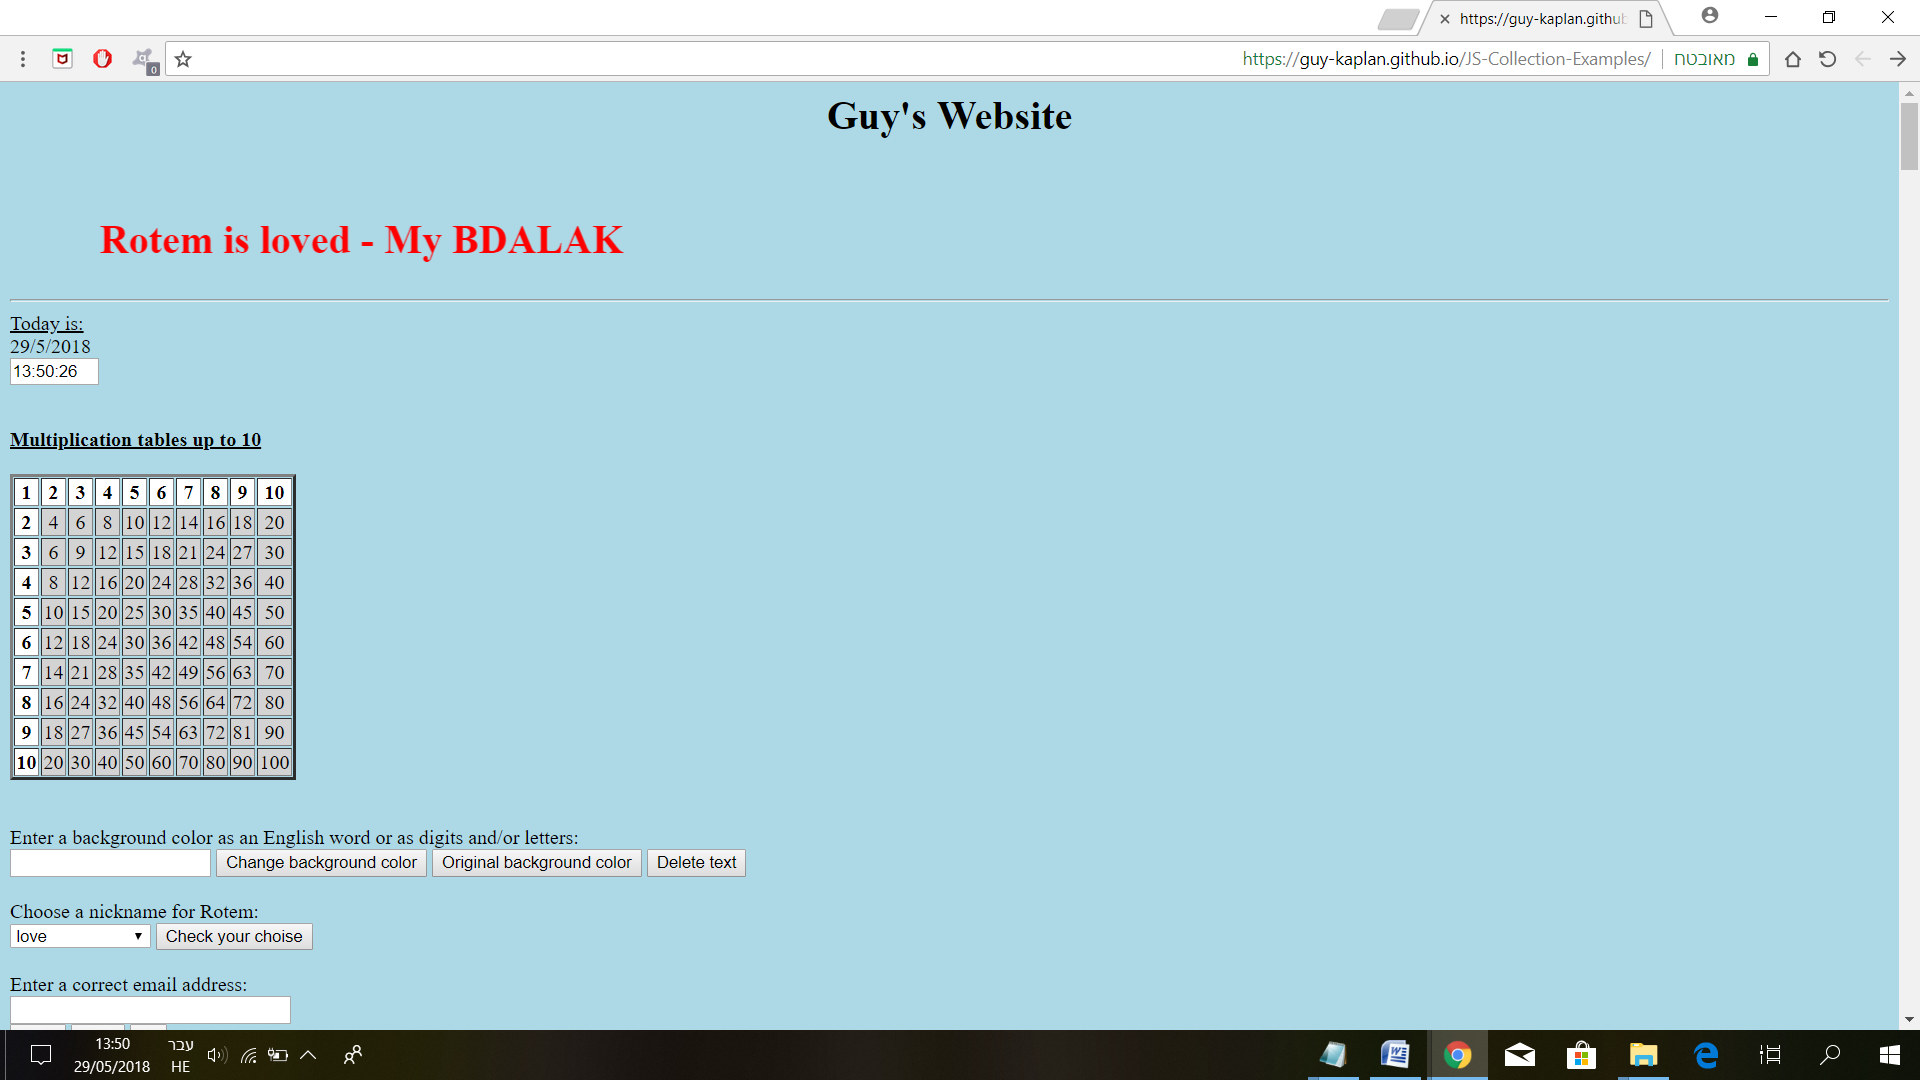 https://guy-kaplan.github
https://guy-kaplan.github.io/JS-Collection-Examples/ מאובטח
0
Guy's Website
Rotem is loved - My BDALAK
Today is:
29/5/2018
13:50:26
Multiplication tables up to 10
1 2 3 4 5 6 7 8 9 10
2 4 6 8 10 12 14 16 18 20
3 6 9 12 15 18 21 24 27 30
4 8 12 16 20 24 28 32 36 40
5 10 15 20 25 30 35 40 45 50
6 12 18 24 30 36 42 48 54 60
7 14 21 28 35 42 49 56 63 70
8 16 24 32 40 48 56 64 72 80
9 18 27 36 45 54 63 72 81 90
10 20 30 40 50 60 70 80 90 100
Enter a background color as an English word or as digits and/or letters:
Change background color Original background color Delete text
Choose a nickname for Rotem:
love Check your choise
Enter a correct email address:
13:50 עבר
29/05/2018 HE